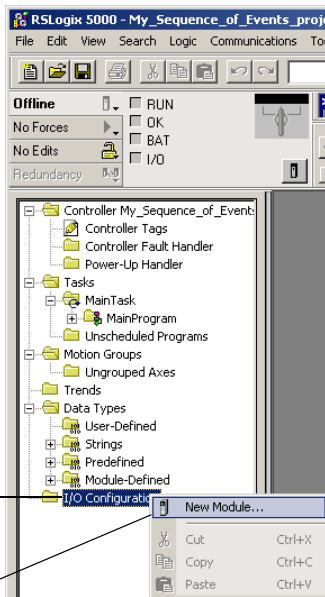 RSLogix 5000 - My_Sequence_of_Events_proj
File Edit View Search Logic Communications To
Offline
RUN
No Forces
OK
BAT
No Edits
I/O
Redundancy
Controller My_Sequence_of_Event
Controller Tags
Controller Fault Handler
Power-Up Handler
Tasks
MainTask
MainProgram
Unscheduled Programs
Motion Groups
Ungrouped Axes
Trends
Data Types
User-Defined
Strings
Predefined
Module-Defined
I/O Configuration
New Module...
Cut Ctrl+X
Copy Ctrl+C
Paste Ctrl+V